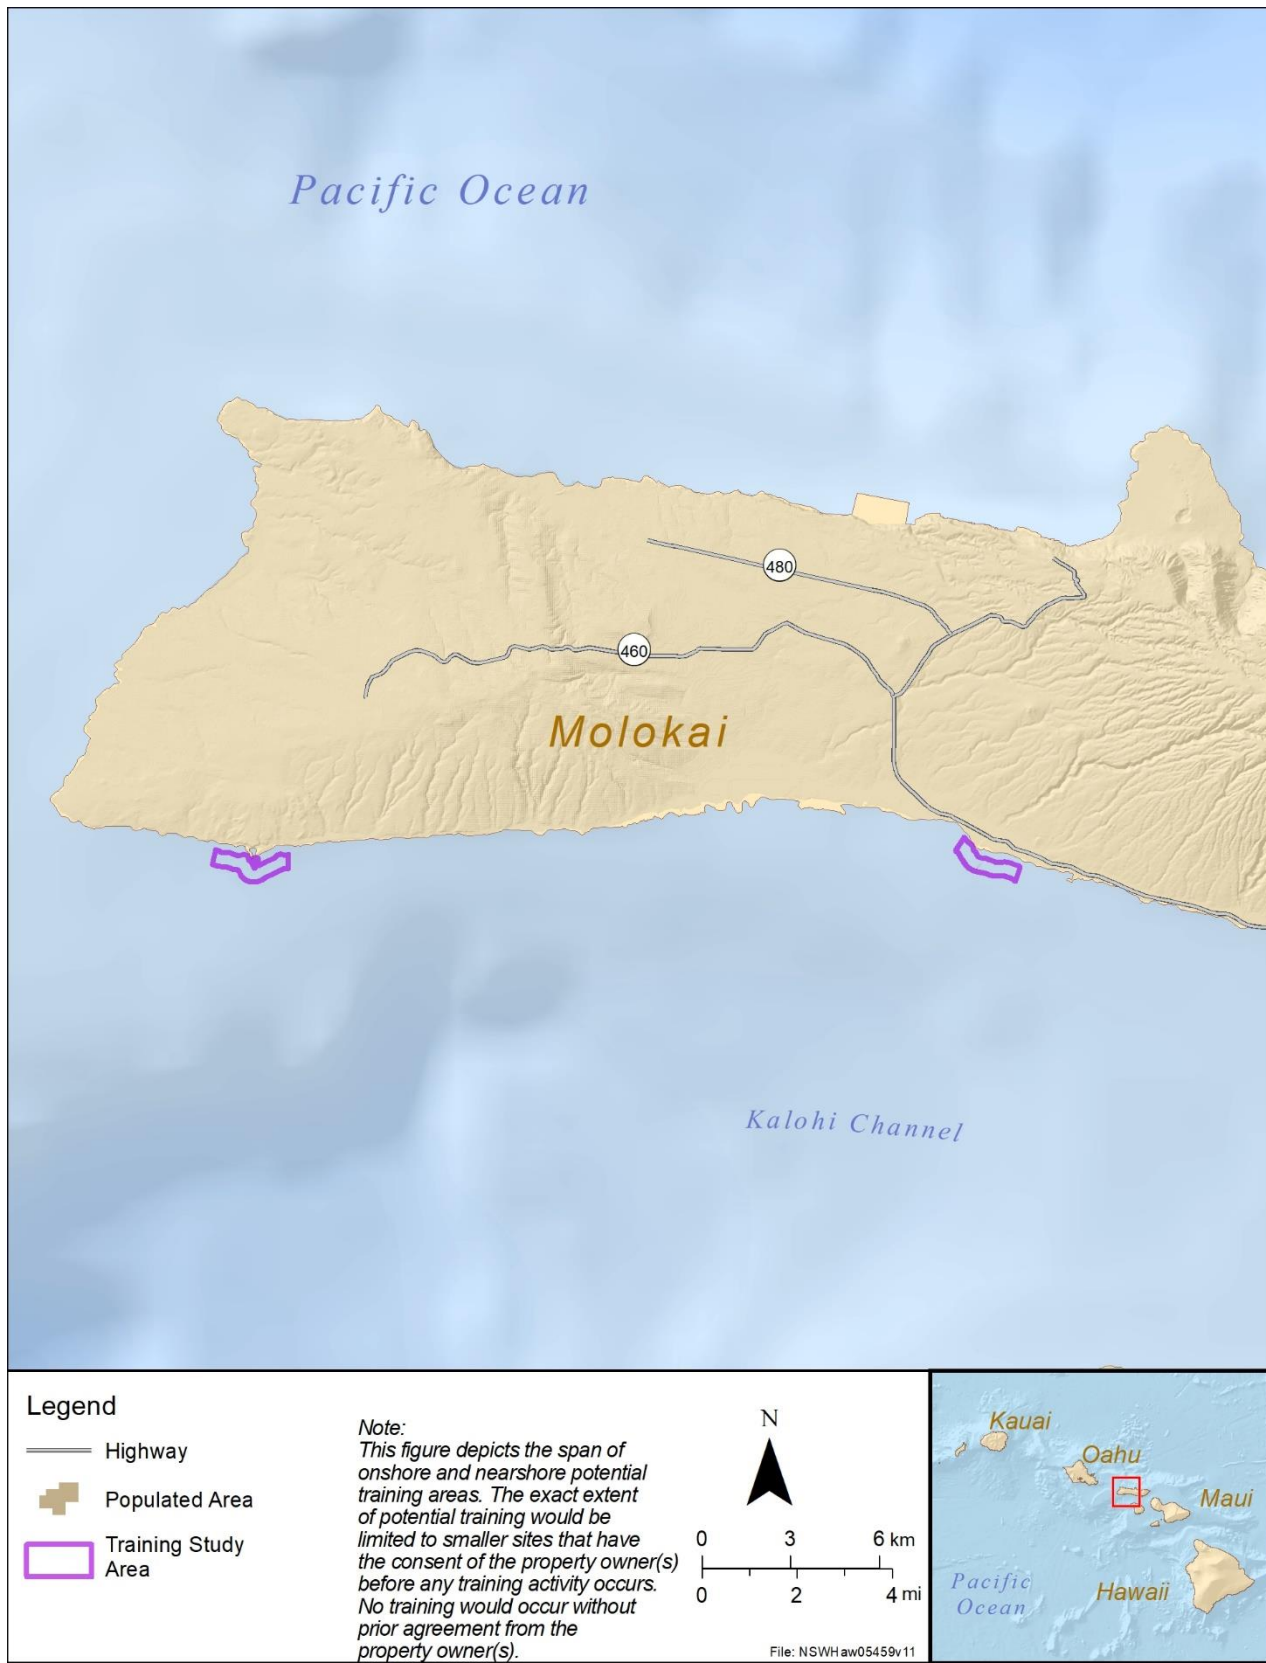 Pacific Ocean
480
460
Molokai
Kalohi Channel
Legend
Highway
Populated Area
Training Study
Area
Note:
This figure depicts the span of
onshore and nearshore potential
training areas. The exact extent
of potential training would be
limited to smaller sites that have
the consent of the property owner(s)
before any training activity occurs.
No training would occur without
prior agreement from the
property owner(s).
N
0 3 6 km
0 2 4 mi
File: NSWHaw05459v11
Kauai
Oahu
Maui
Hawaii
Pacific
Ocean